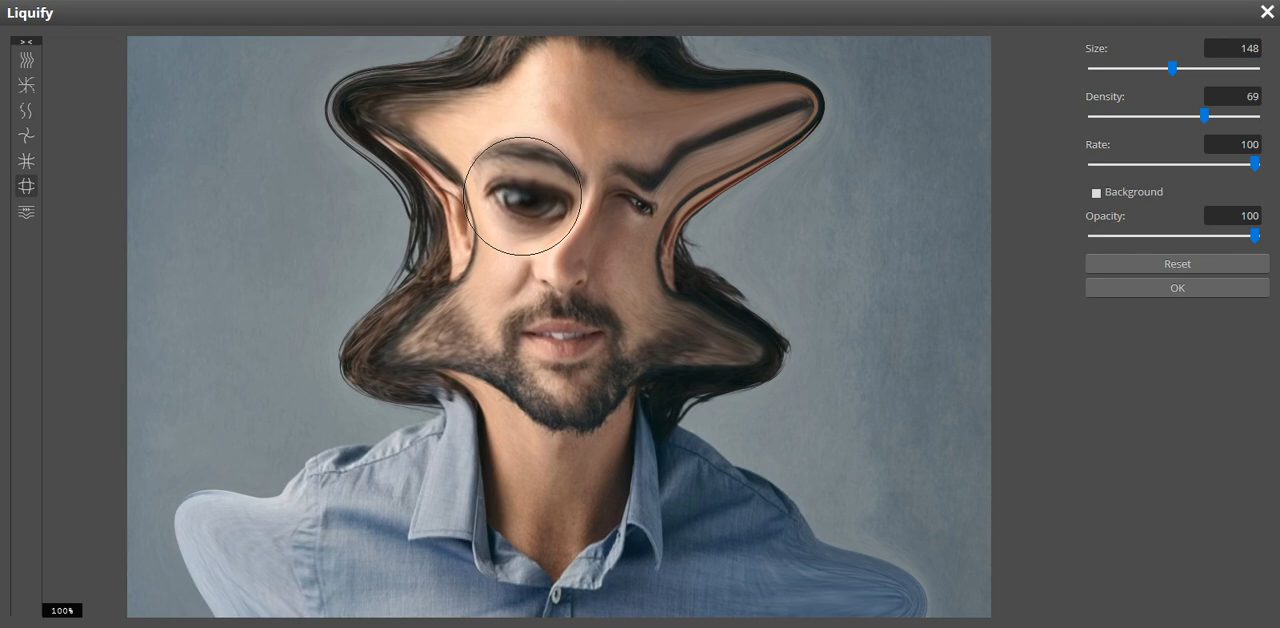 Liquify
> <
Size:
148
Density:
69
Rate:
100
Background
Opacity:
100
Reset
OK
100%